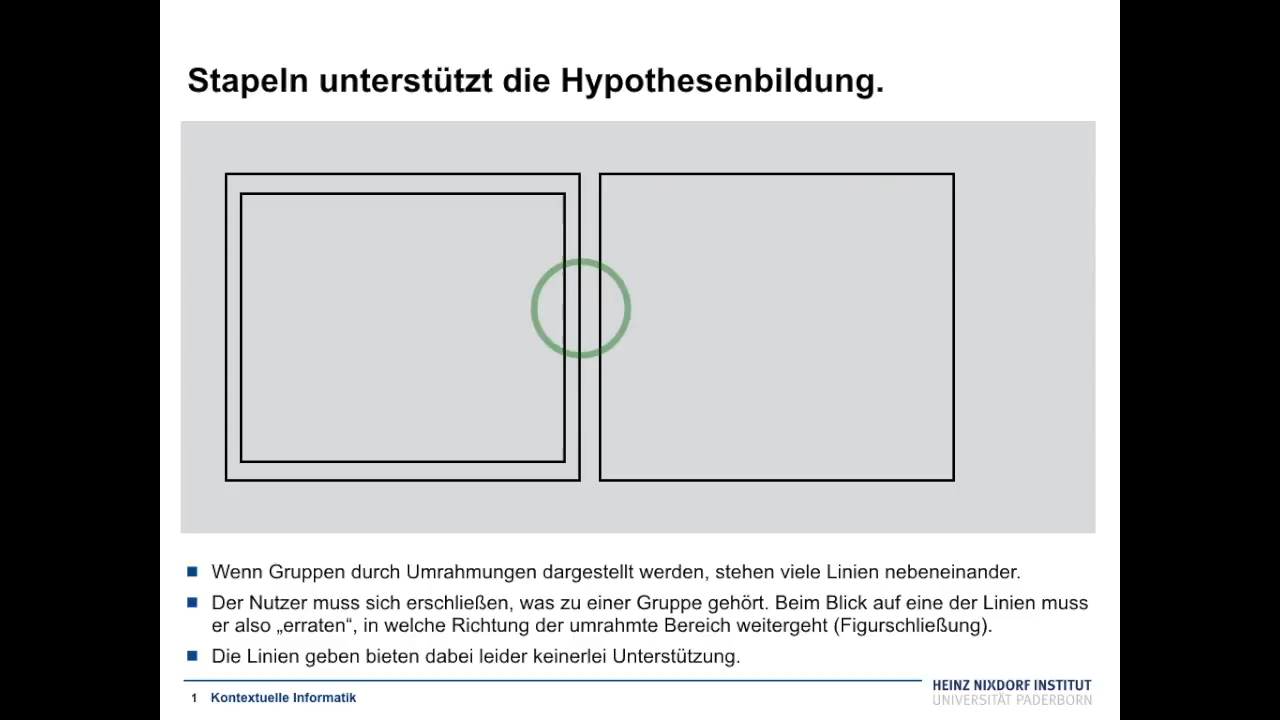 Stapeln unterstützt die Hypothesenbildung.
Wenn Gruppen durch Umrahmungen dargestellt werden, stehen viele Linien nebeneinander.
Der Nutzer muss sich erschließen, was zu einer Gruppe gehört. Beim Blick auf eine der Linien muss
er also „erraten“, in welche Richtung der umrahmte Bereich weitergeht (Figurschließung).
Die Linien geben bieten dabei leider keinerlei Unterstützung.
1 Kontextuelle Informatik
HEINZ NIXDORF INSTITUT
UNIVERSITÄT PADERBORN